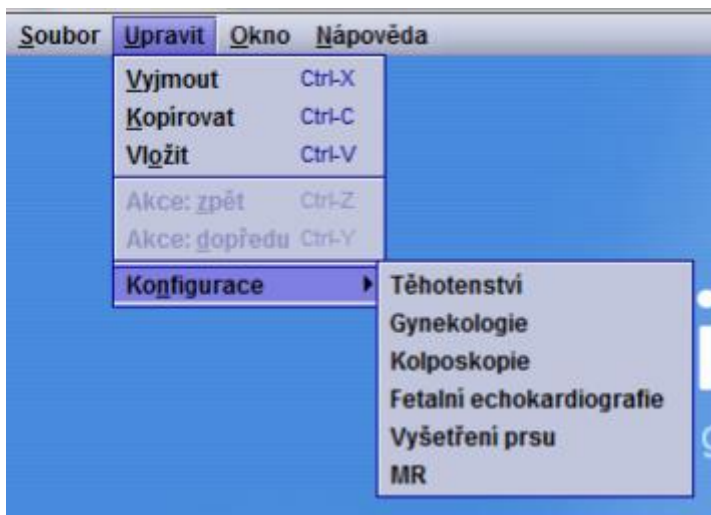 Soubor Upravit Okno Nápověda
Vyjmout Ctrl-X
Kopírovat Ctrl-C
Vložit Ctrl-V
Akce: zpět Ctrl-Z
Akce: dopředu Ctrl-Y
Konfigurace
Těhotenství
Gynekologie
Kolposkopie
Fetalní echokardiografie
Vyšetření prsu
MR